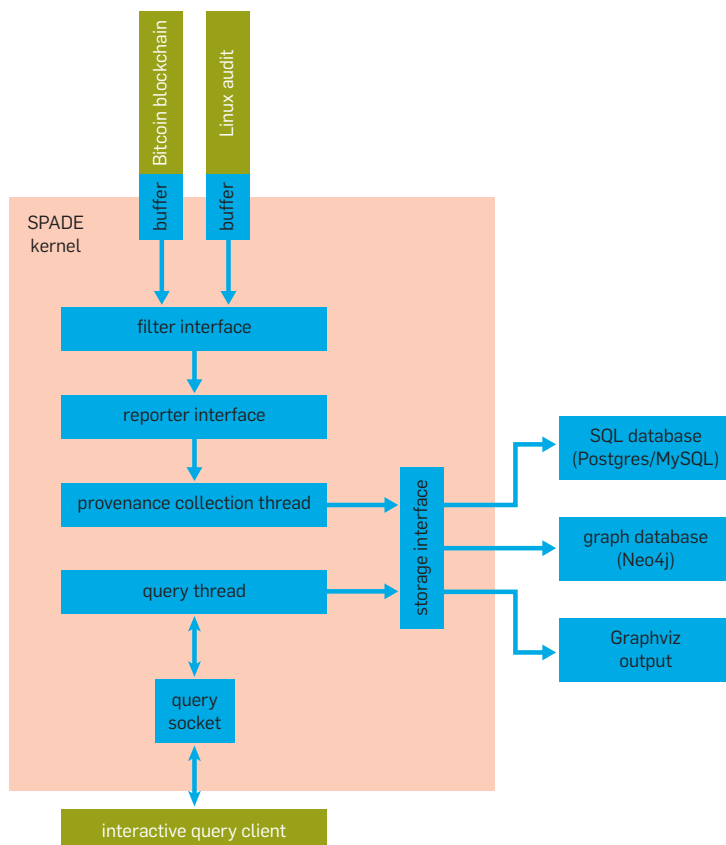 Bitcoin blockchain
Linux audit
buffer
buffer
SPADE
kernel
filter interface
reporter interface
provenance collection thread
storage interface
query thread
query
socket
interactive query client
SQL database
(Postgres/MySQL)
graph database
(Neo4j)
Graphviz
output